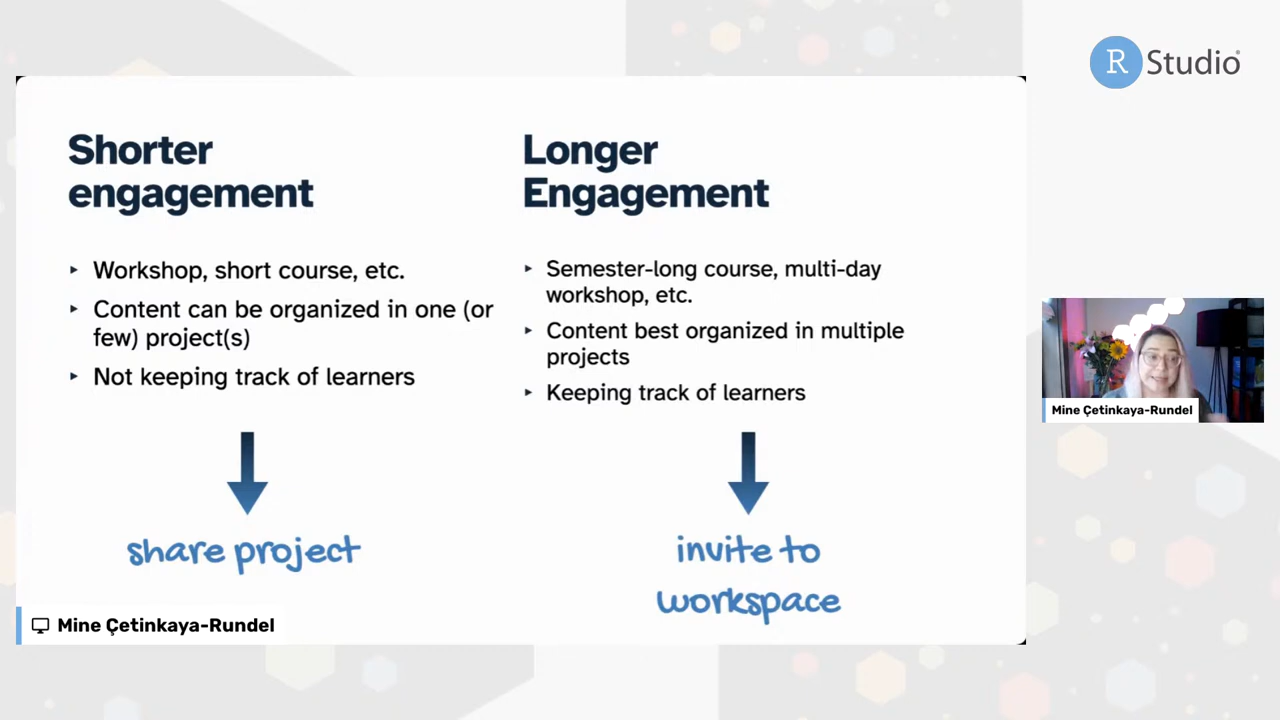 R Studio®
Shorter
engagement
▸ Workshop, short course, etc.
▸ Content can be organized in one (or
few) project(s)
▸ Not keeping track of learners
share project
Longer
Engagement
▸ Semester-long course, multi-day
workshop, etc.
▸ Content best organized in multiple
projects
▸ Keeping track of learners
invite to
workspace
Mine Çetinkaya-Rundel
Mine Çetinkaya-Rundel